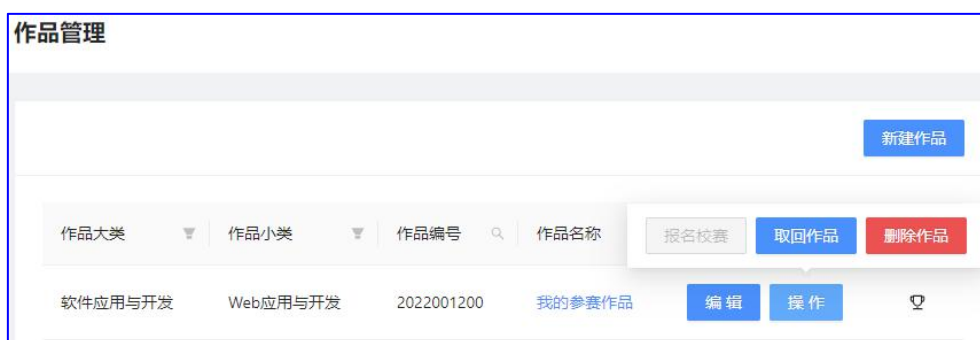 作品管理
新建作品
作品大类 作品小类 作品编号 作品名称 报名校赛 取回作品 删除作品
软件应用与开发 Web应用与开发 2022001200 我的参赛作品 编辑 操作